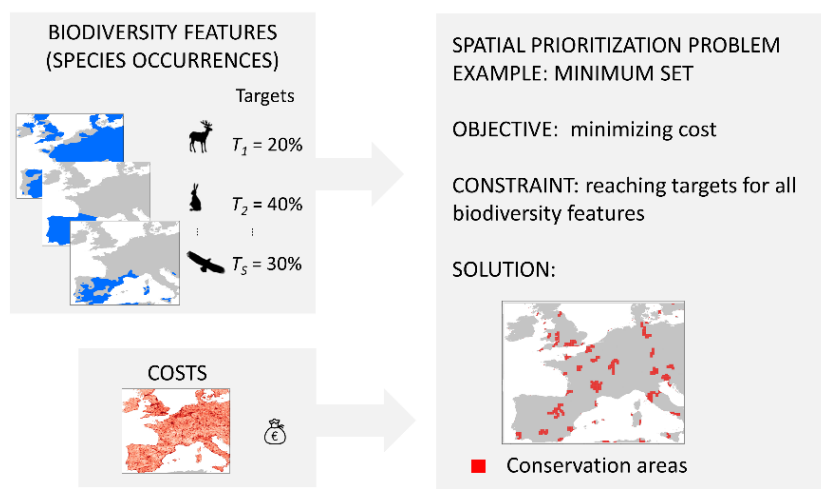 BIODIVERSITY FEATURES
(SPECIES OCCURRENCES)
Targets
T1 = 20%
T2 = 40%
TS = 30%
COSTS
€
SPATIAL PRIORITIZATION PROBLEM
EXAMPLE: MINIMUM SET
OBJECTIVE: minimizing cost
CONSTRAINT: reaching targets for all
biodiversity features
SOLUTION:
Conservation areas